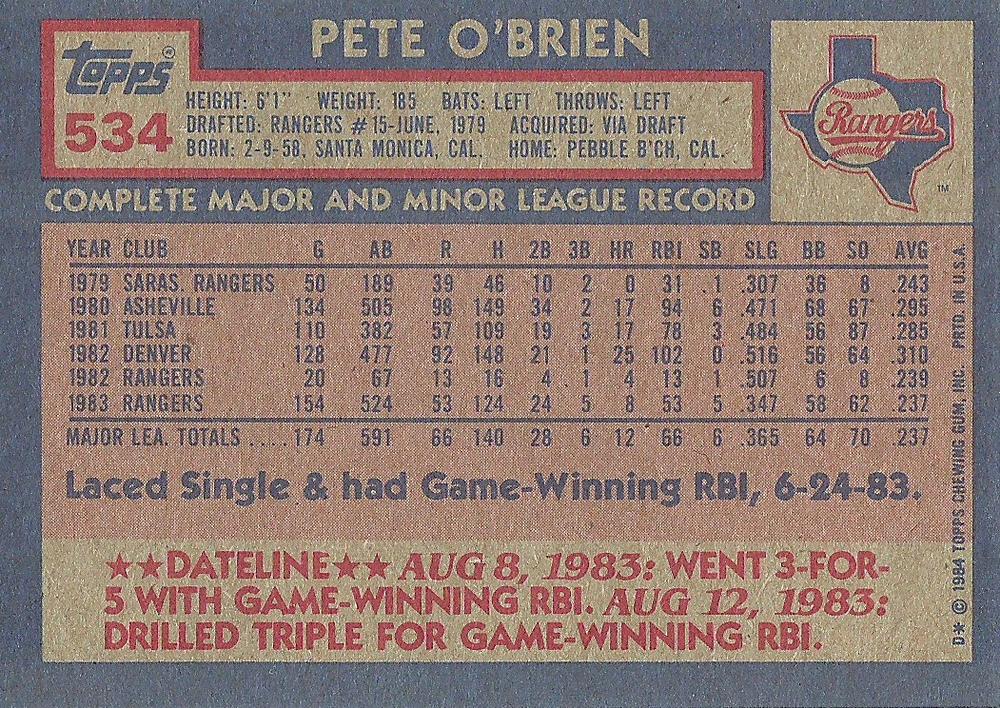 PETE O'BRIEN
Topps®
534
HEIGHT: 6'1" WEIGHT: 185 BATS: LEFT THROWS: LEFT
DRAFTED: RANGERS #15-JUNE, 1979 ACQUIRED: VIA DRAFT
BORN: 2-9-58, SANTA MONICA, CAL. HOME: PEBBLE B'CH, CAL.
Rangers
TM
COMPLETE MAJOR AND MINOR LEAGUE RECORD
YEAR CLUB G AB R H 2B 3B HR RBI SB SLG BB SO AVG
1979 SARAS. RANGERS 50 189 39 46 10 2 0 31 1 .307 36 8 .243
1980 ASHEVILLE 134 505 98 149 34 2 17 94 6 .471 68 67 .295
1981 TULSA 110 382 57 109 19 3 17 78 3 .484 56 87 .285
1982 DENVER 128 477 92 148 21 1 25 102 0 .516 56 64 .310
1982 RANGERS 20 67 13 16 4 1 4 13 1 .507 6 8 .239
1983 RANGERS 154 524 53 124 24 5 8 53 5 .347 58 62 .237
MAJOR LEA. TOTALS ..... 174 591 66 140 28 6 12 66 6 .365 64 70 .237
Laced Single & had Game-Winning RBI, 6-24-83.
★★DATELINE★★ AUG 8, 1983: WENT 3-FOR-
5 WITH GAME-WINNING RBI. AUG 12, 1983:
DRILLED TRIPLE FOR GAME-WINNING RBI.
D* © 1984 TOPPS CHEWING GUM, INC. PRTD. IN U.S.A.